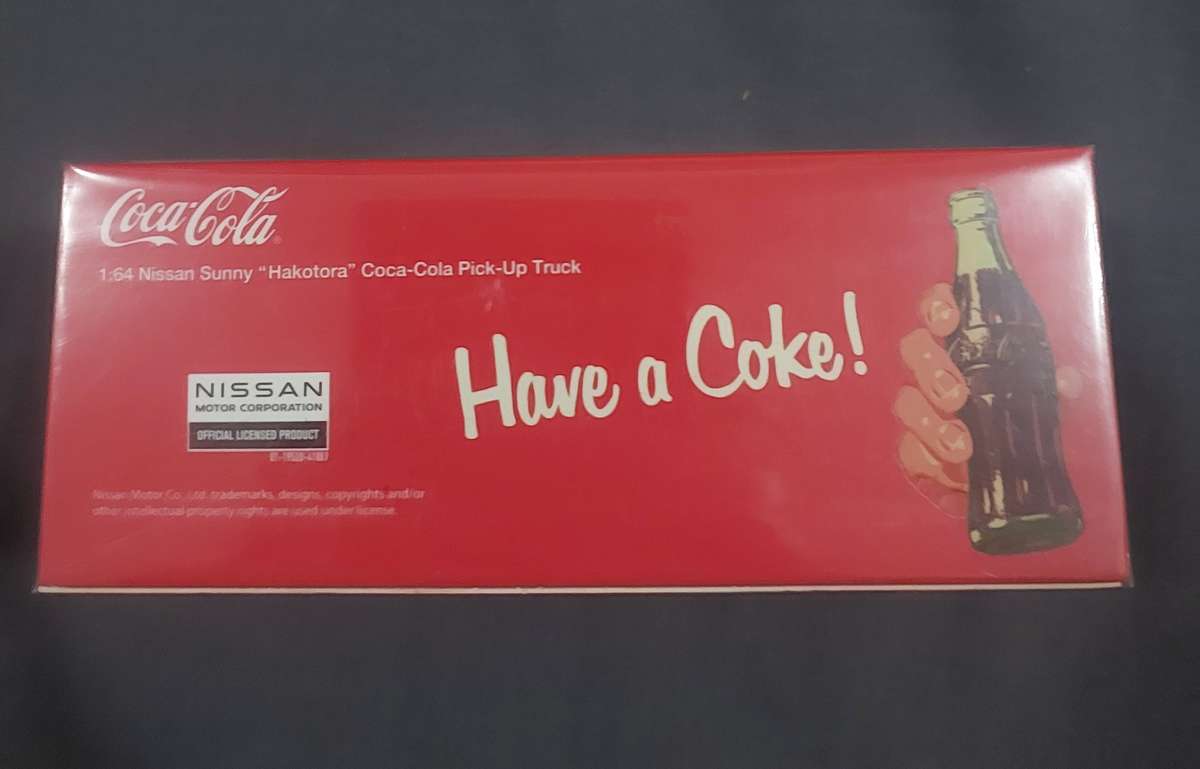 Coca-Cola
1:64 Nissan Sunny “Hakotora” Coca-Cola Pick-Up Truck
Have a Coke!
NISSAN
MOTOR CORPORATION
OFFICIAL LICENSED PRODUCT
Nissan Motor Co., Ltd. trademarks, designs, copyrights and/or
other intellectual property rights are used under license.